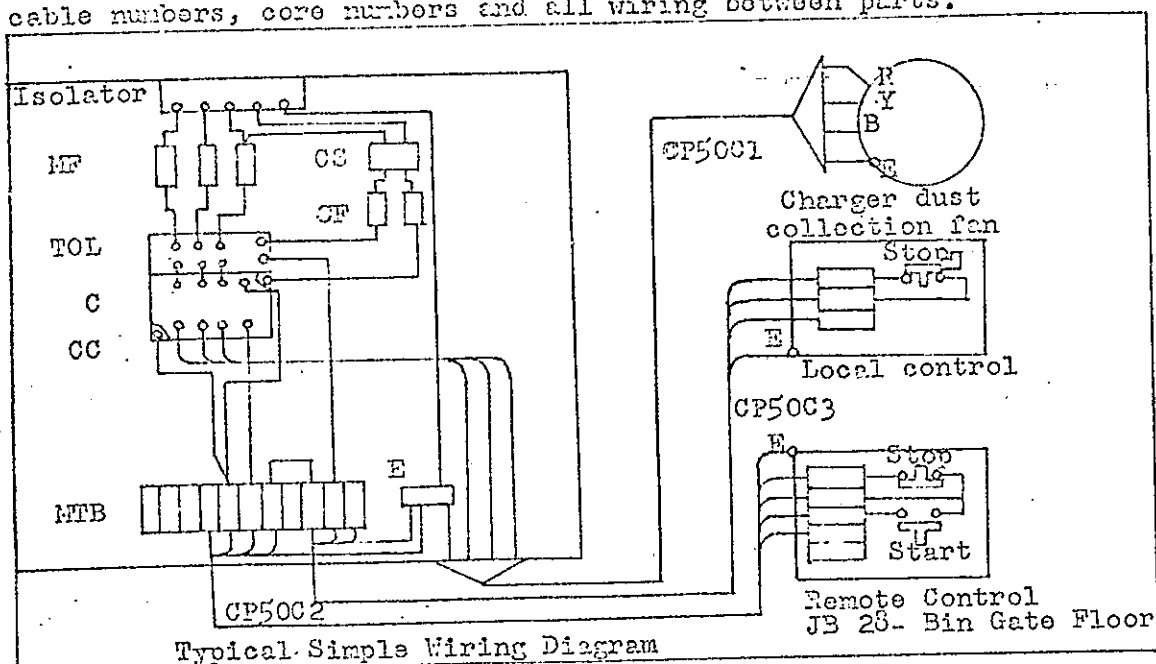 cable numbers, core numbers and all wiring between parts.
Isolator
MF
CS
CF
TOL
C
CC
MTB
E
CP50C1
R
Y
B
E
Charger dust
collection fan
Stop
E
Local control
CP50C3
E
Stop
Start
CP50C2
Remote Control
JB 28- Bin Gate Floor
Typical Simple Wiring Diagram